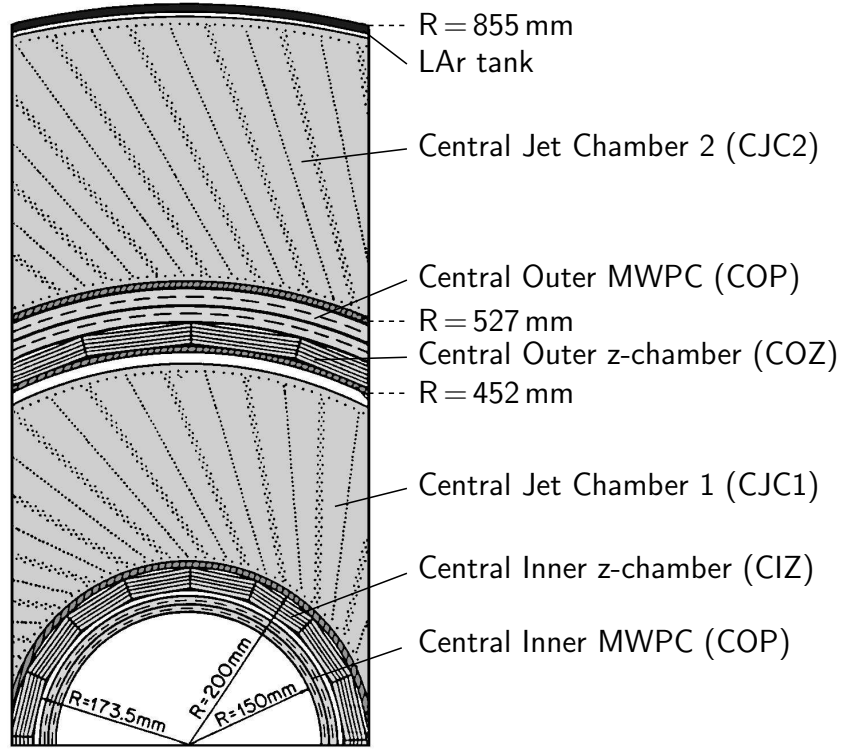 R = 855 mm
LAr tank
Central Jet Chamber 2 (CJC2)
Central Outer MWPC (COP)
R = 527 mm
Central Outer z-chamber (COZ)
R = 452 mm
Central Jet Chamber 1 (CJC1)
Central Inner z-chamber (CIZ)
Central Inner MWPC (COP)
R=173.5mm
R=200mm
R=150mm